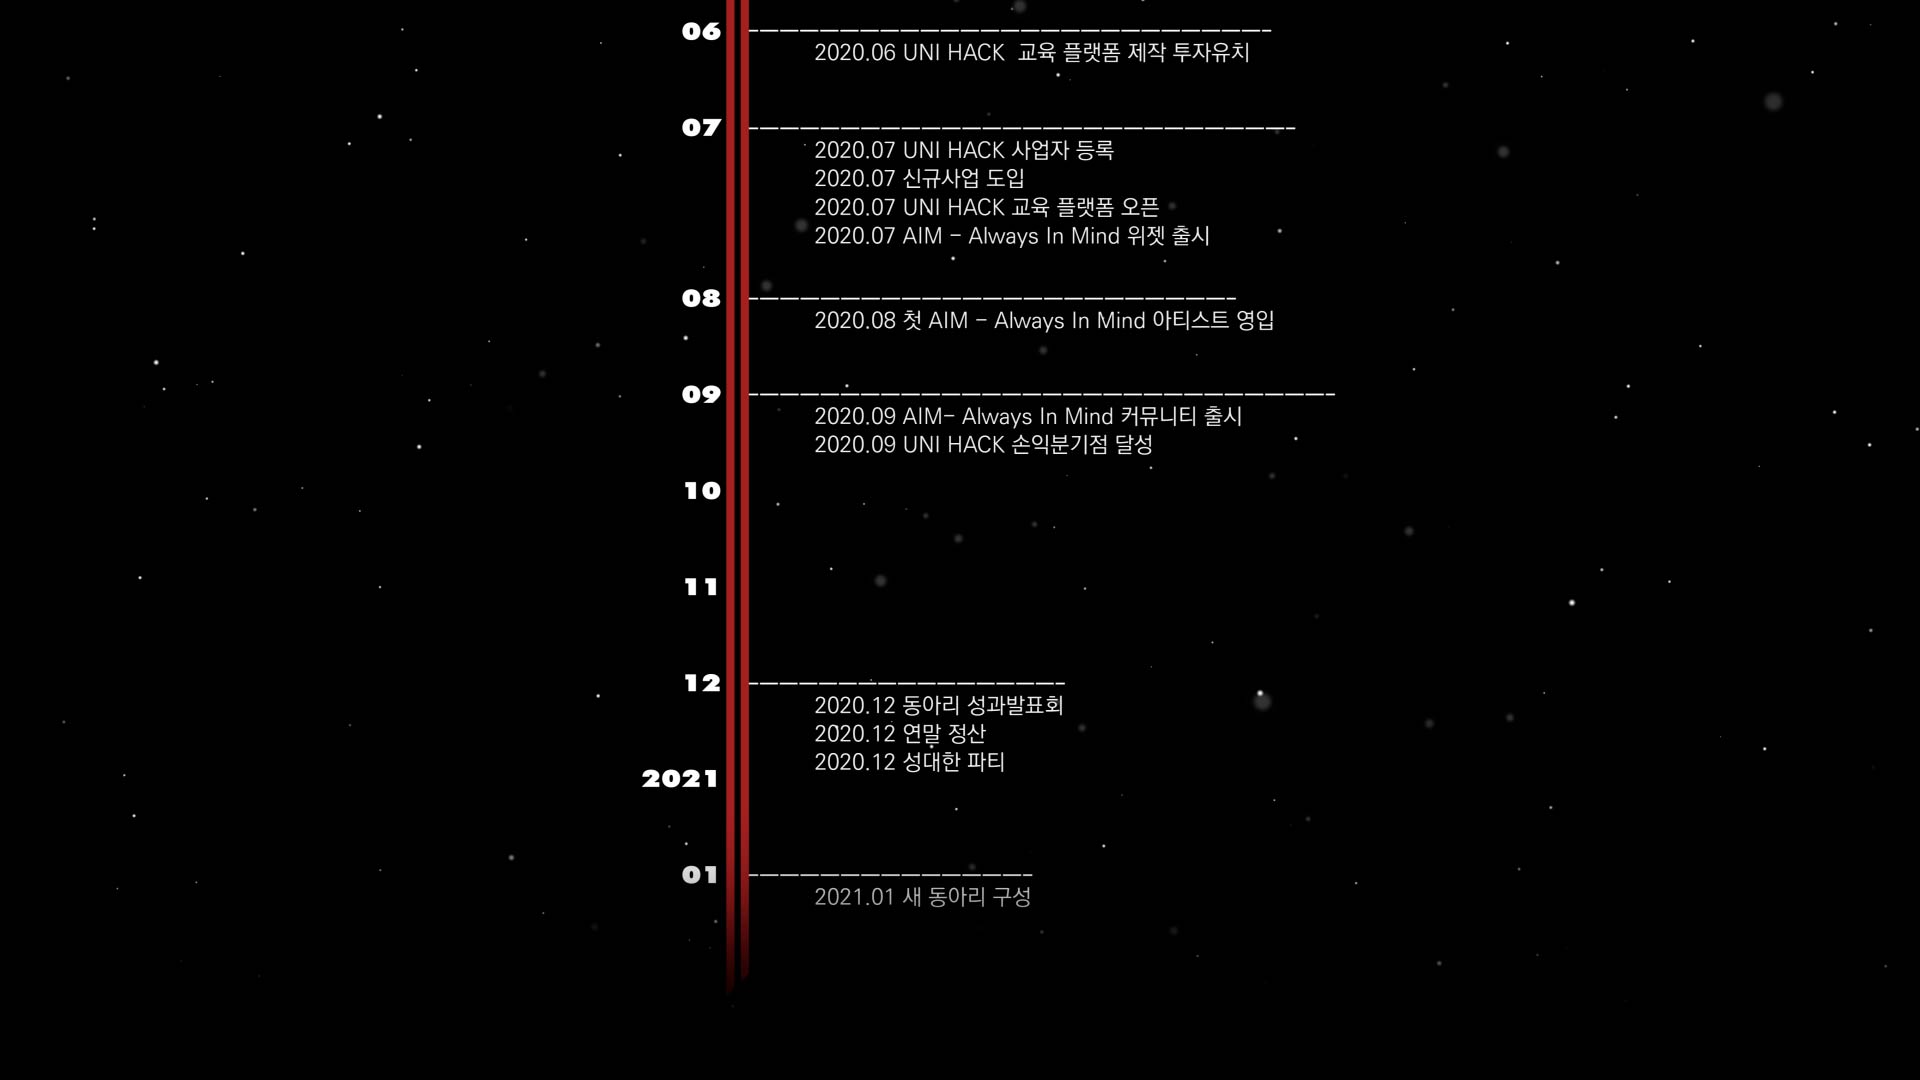 06
2020.06 UNI HACK 교육 플랫폼 제작 투자유치
07
2020.07 UNI HACK 사업자 등록
2020.07 신규사업 도입
2020.07 UNI HACK 교육 플랫폼 오픈
2020.07 AIM - Always In Mind 위젯 출시
08
2020.08 첫 AIM - Always In Mind 아티스트 영입
09
2020.09 AIM- Always In Mind 커뮤니티 출시
2020.09 UNI HACK 손익분기점 달성
10
11
12
2020.12 동아리 성과발표회
2020.12 연말 정산
2020.12 성대한 파티
2021
01
2021.01 새 동아리 구성